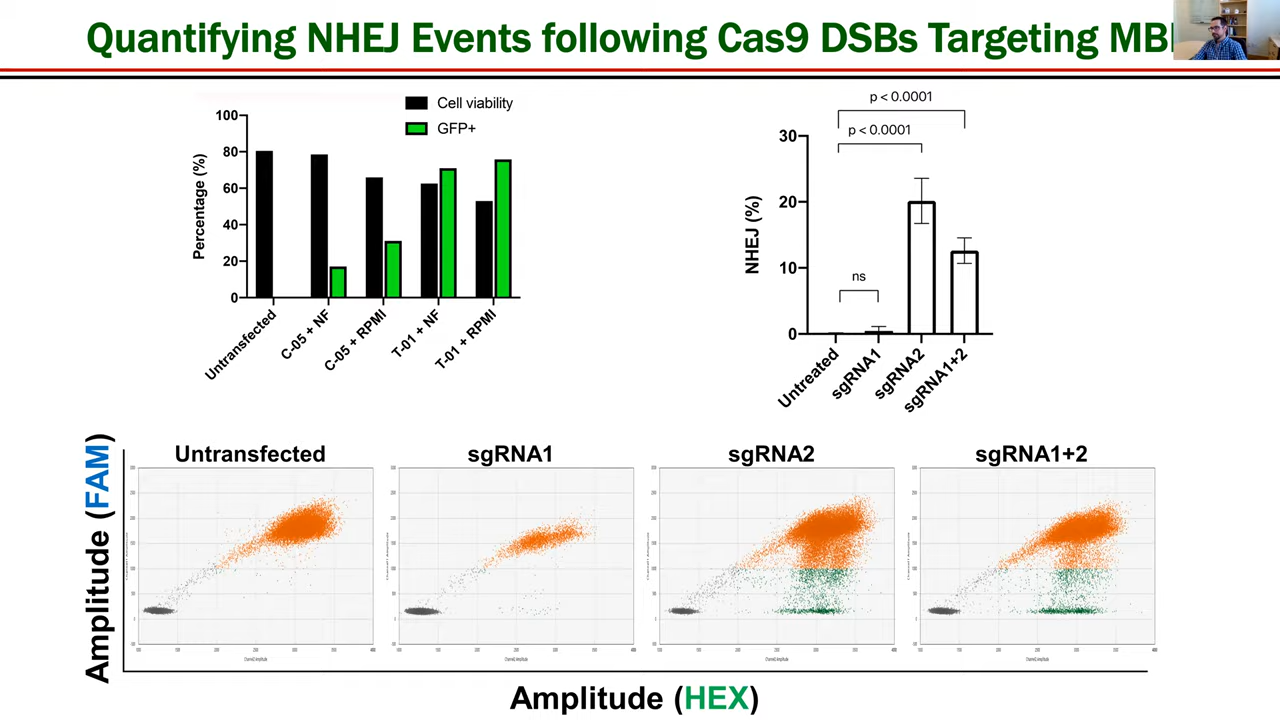 Quantifying NHEJ Events following Cas9 DSBs Targeting
Cell viability
GFP+
Percentage (%)
100
80
60
40
20
0
Untransfected
C-05 + NF
C-05 + RPMI
T-01 + NF
T-01 + RPMI
p < 0.0001
p < 0.0001
ns
NHEJ (%)
30
20
10
0
Untreated
sgRNA1
sgRNA2
sgRNA1+2
Amplitude (FAM)
Untransfected
sgRNA1
sgRNA2
sgRNA1+2
Amplitude (HEX)